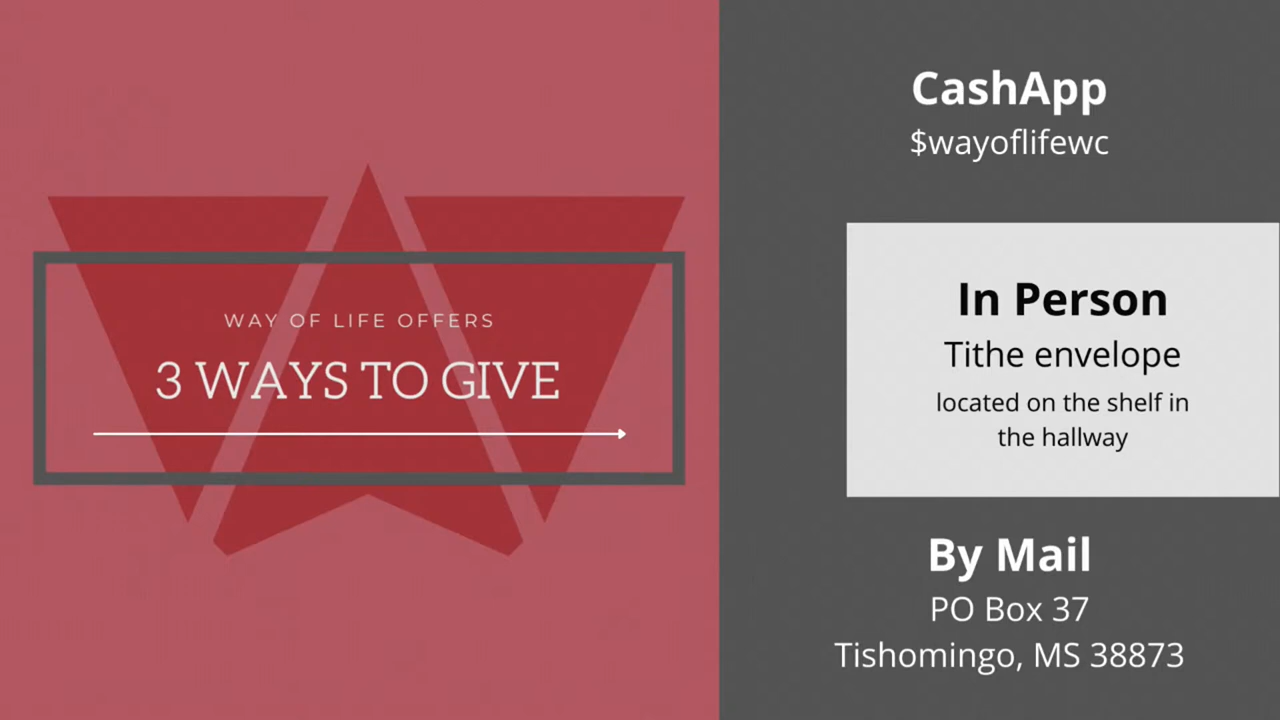 WAY OF LIFE OFFERS
3 WAYS TO GIVE
CashApp
$wayoflifewc
In Person
Tithe envelope
located on the shelf in
the hallway
By Mail
PO Box 37
Tishomingo, MS 38873